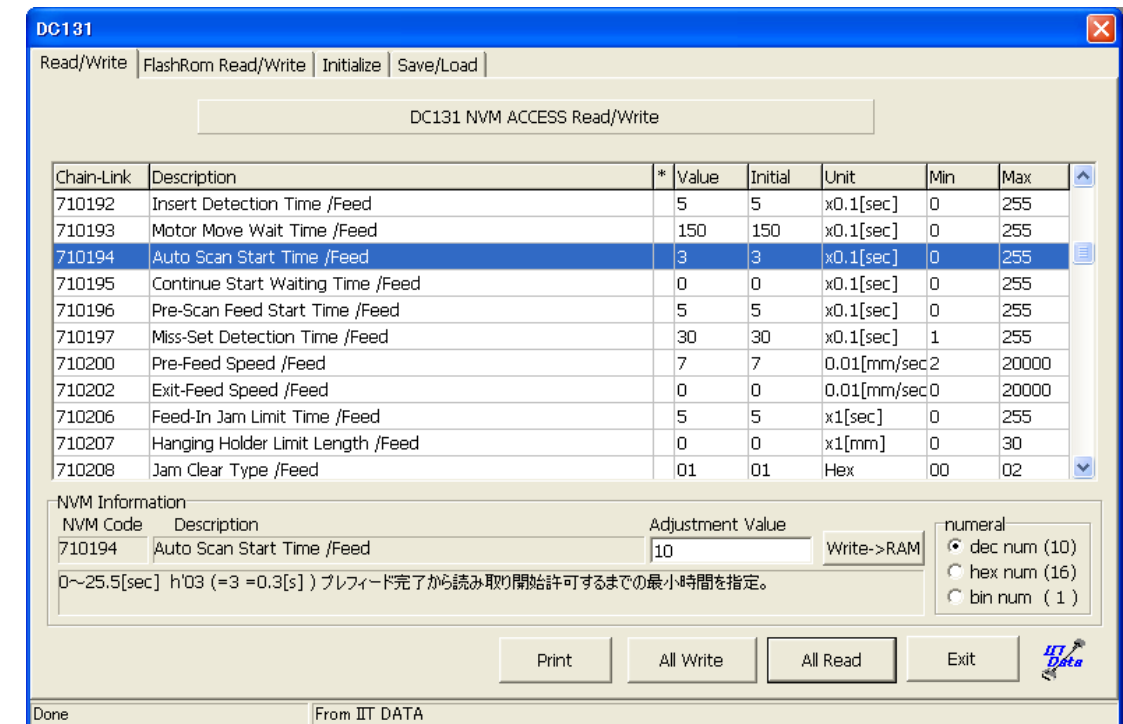 DC131
Read/Write FlashRom Read/Write Initialize Save/Load
DC131 NVM ACCESS Read/Write
Chain-Link Description * Value Initial Unit Min Max
710192 Insert Detection Time /Feed 5 5 x0.1[sec] 0 255
710193 Motor Move Wait Time /Feed 150 150 x0.1[sec] 0 255
710194 Auto Scan Start Time /Feed 3 3 x0.1[sec] 0 255
710195 Continue Start Waiting Time /Feed 0 0 x0.1[sec] 0 255
710196 Pre-Scan Feed Start Time /Feed 5 5 x0.1[sec] 0 255
710197 Miss-Set Detection Time /Feed 30 30 x0.1[sec] 1 255
710200 Pre-Feed Speed /Feed 7 7 0.01[mm/sec 2 20000
710202 Exit-Feed Speed /Feed 0 0 0.01[mm/sec 0 20000
710206 Feed-In Jam Limit Time /Feed 5 5 x1[sec] 0 255
710207 Hanging Holder Limit Length /Feed 0 0 x1[mm] 0 30
710208 Jam Clear Type /Feed 01 01 Hex 00 02
NVM Information
NVM Code Description Adjustment Value numeral
710194 Auto Scan Start Time /Feed 10 Write->RAM dec num (10)
hex num (16)
0～25.5[sec] h'03 (=3 =0.3[s] ) プレフィード完了から読み取り開始許可するまでの最小時間を指定。
bin num ( 1 )
Print All Write All Read Exit IIT Data
Done From IIT DATA